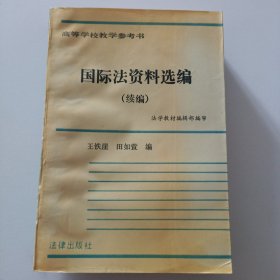 高等学校教学参考书
国际法资料选编
(续编)
法学教材编辑部编审
王铁崖 田如萱 编
法律出版社